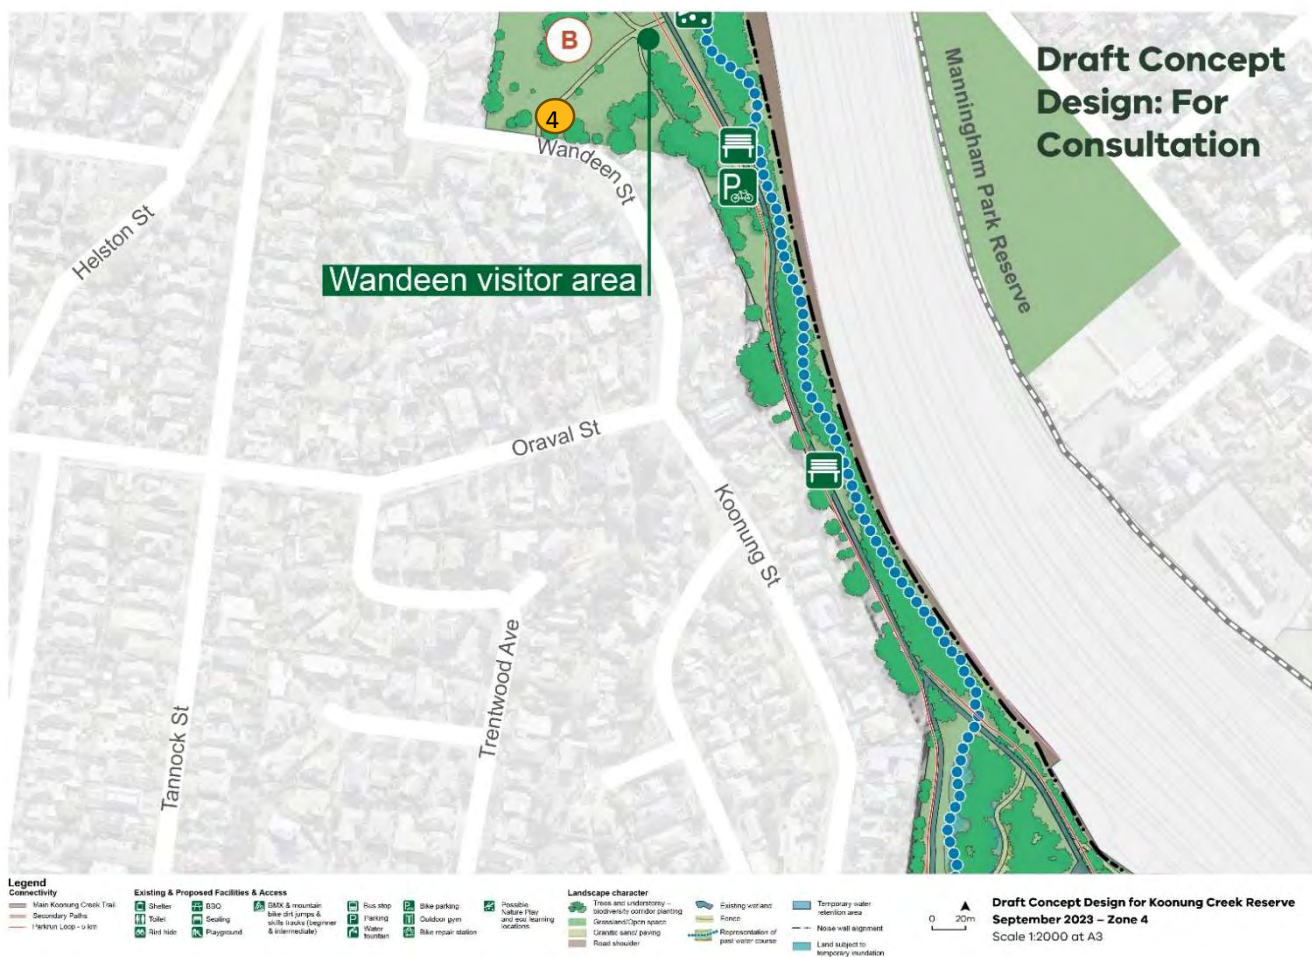 Draft Concept
Design: For
Consultation
Manningham Park Reserve
B
4
P
Wandeen St
Helston St
Wandeen visitor area
Oraval St
Koonung St
Trentwood Ave
Tannock St
Legend
Connectivity
Main Koonung Creek Trail
Secondary Paths
Parkrun Loop - 5 km
Existing & Proposed Facilities & Access
Shelter
Toilet
Bird hide
BBQ
Seating
Playground
BMX & mountain
bike dirt jumps &
skills tracks (beginner
& intermediate)
Bus stop
P
Parking
Water
fountain
Bike parking
Outdoor gym
Bike repair station
Possible
Nature Play
and eco learning
locations
Landscape character
Trees and understorey –
biodiversity corridor planting
Grassland/Open space
Granitic sand/ paving
Road shoulder
Existing wetland
Fence
Representation of
past water course
Temporary water
retention area
Noise wall alignment
Land subject to
temporary inundation
0 20m
Draft Concept Design for Koonung Creek Reserve
September 2023 – Zone 4
Scale 1:2000 at A3